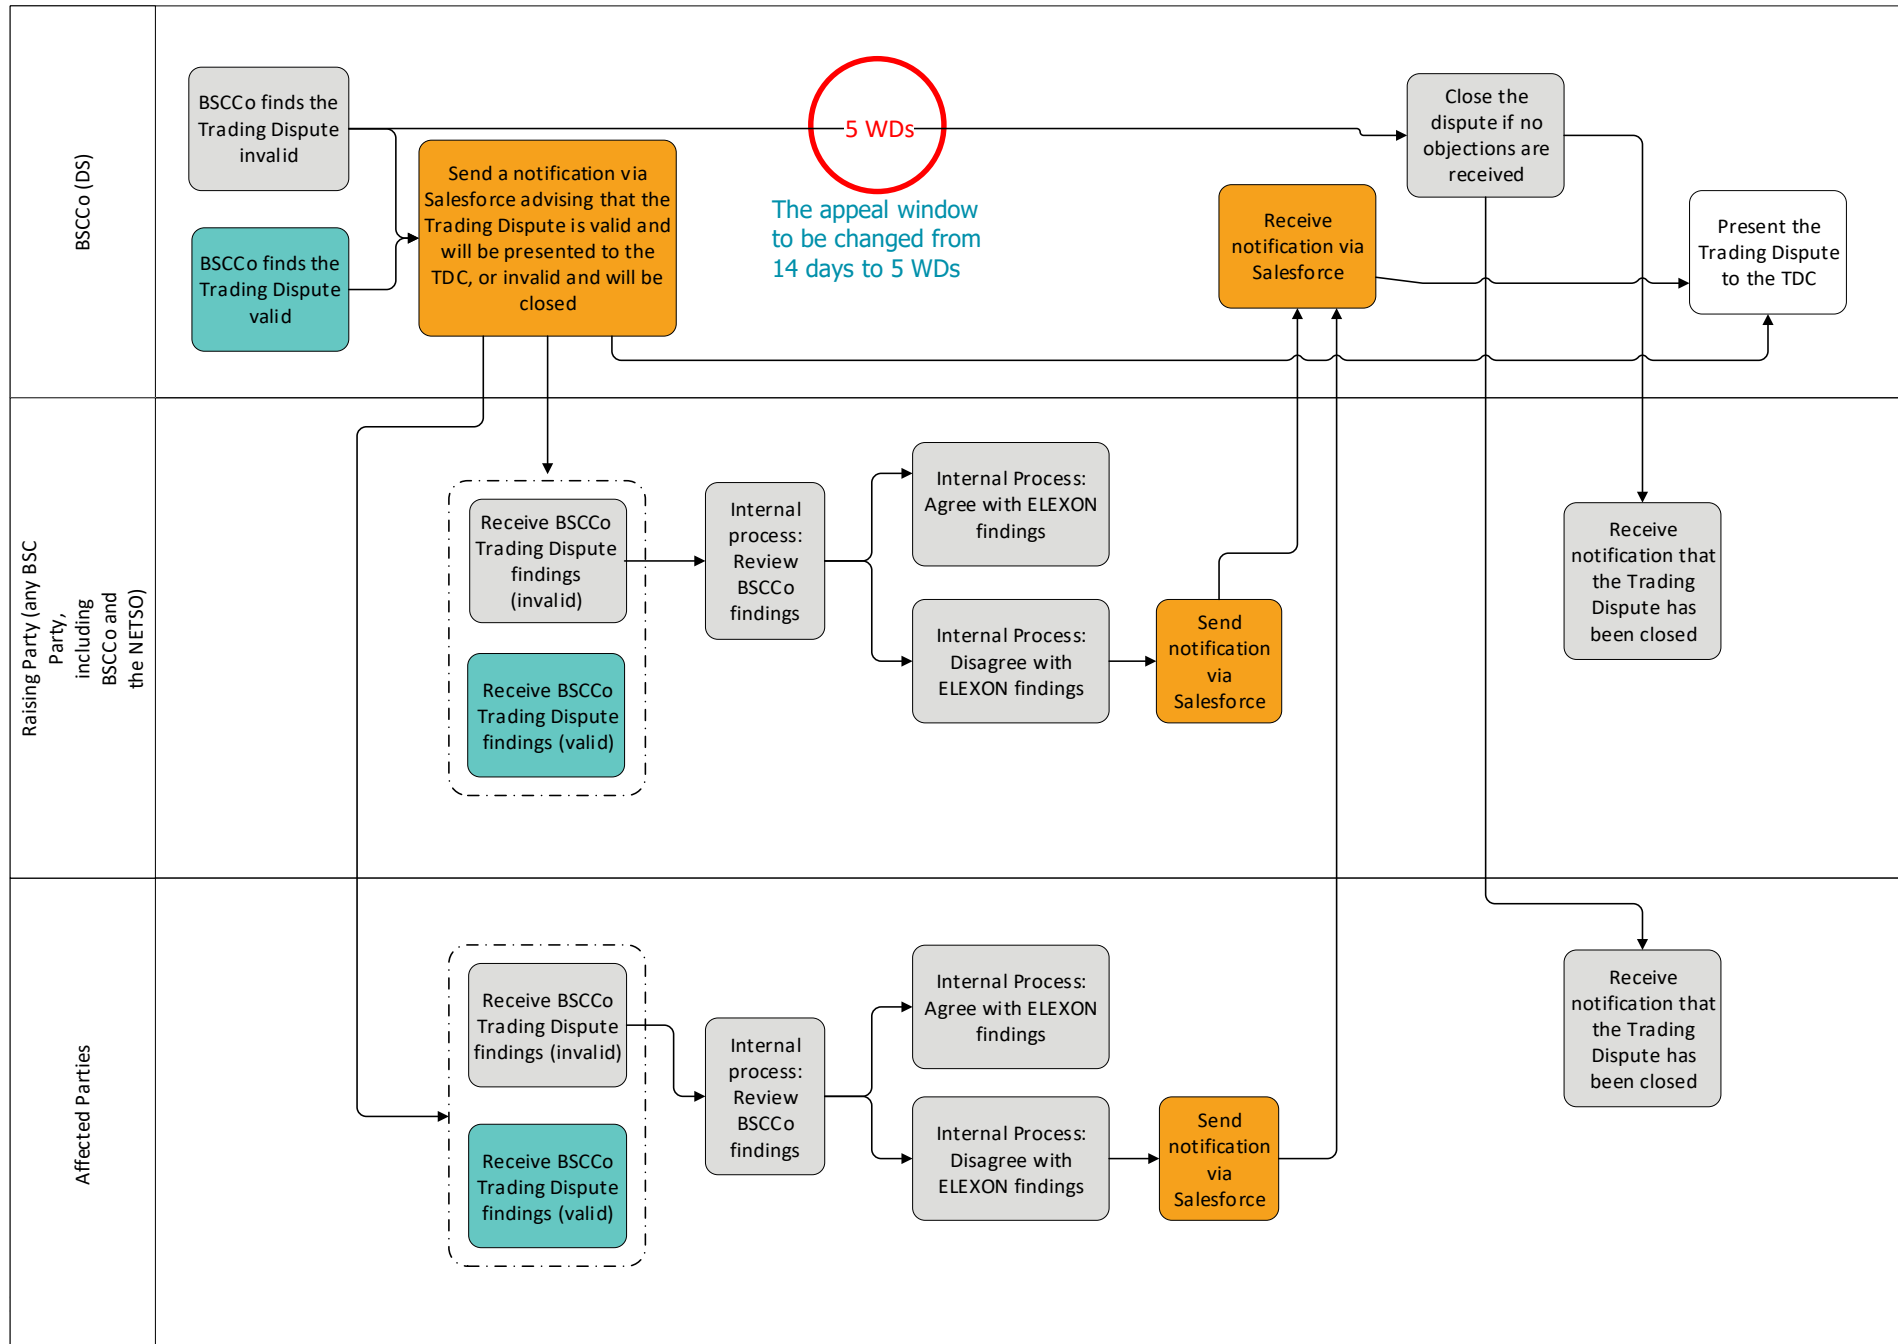 BSCCo (DS)
BSCCo finds the
Trading Dispute
invalid
BSCCo finds the
Trading Dispute
valid
Send a notification via
Salesforce advising that the
Trading Dispute is valid and
will be presented to the
TDC, or invalid and will be
closed
5 WDs
The appeal window
to be changed from
14 days to 5 WDs
Receive
notification via
Salesforce
Close the
dispute if no
objections are
received
Present the
Trading Dispute
to the TDC
Raising Party (any BSC
Party,
including
BSCCo and
the NETSO)
Receive BSCCo
Trading Dispute
findings
(invalid)
Receive BSCCo
Trading Dispute
findings (valid)
Internal
process:
Review
BSCCo
findings
Internal Process:
Agree with ELEXON
findings
Internal Process:
Disagree with
ELEXON findings
Send
notification
via
Salesforce
Receive
notification that
the Trading
Dispute has
been closed
Affected Parties
Receive BSCCo
Trading Dispute
findings (invalid)
Receive BSCCo
Trading Dispute
findings (valid)
Internal
process:
Review
BSCCo
findings
Internal Process:
Agree with ELEXON
findings
Internal Process:
Disagree with
ELEXON findings
Send
notification
via
Salesforce
Receive
notification that
the Trading
Dispute has
been closed